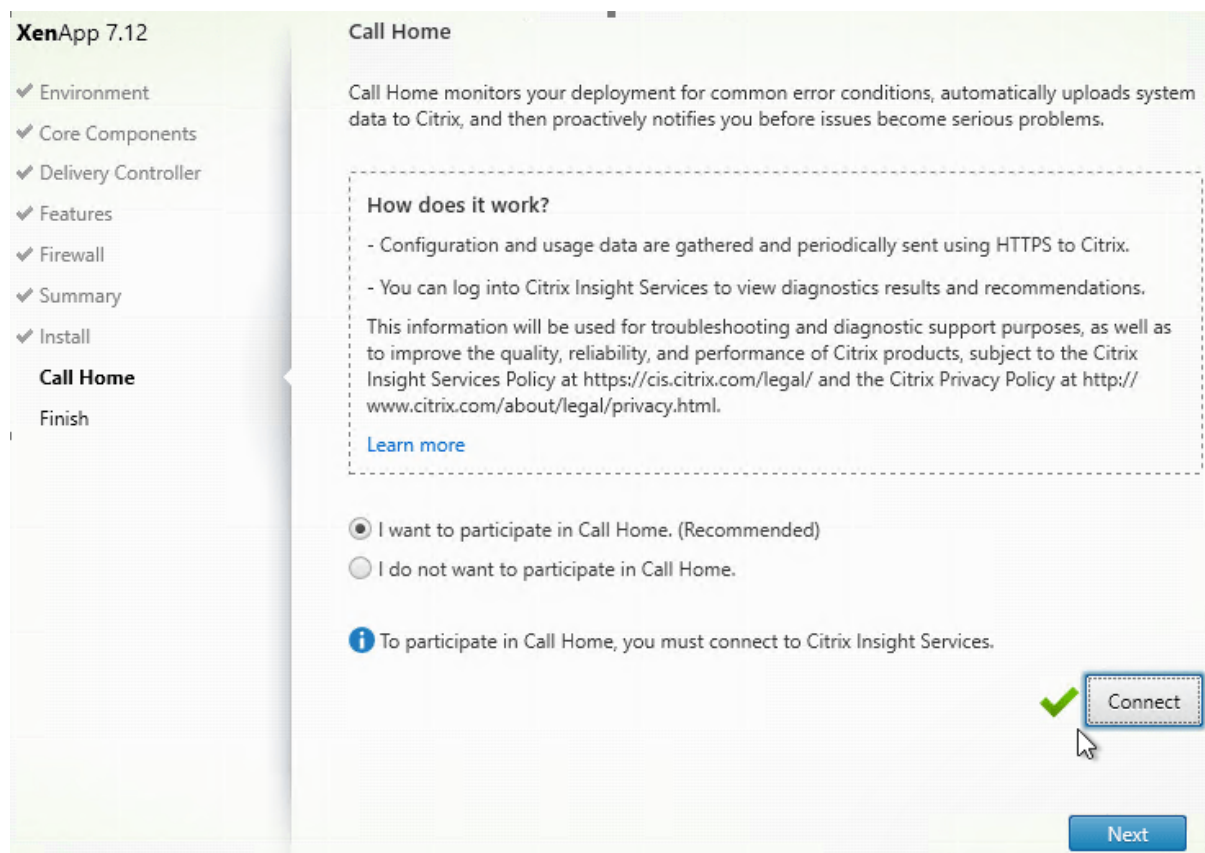 XenApp 7.12
Environment
Core Components
Delivery Controller
Features
Firewall
Summary
Install
Call Home
Finish
Call Home
Call Home monitors your deployment for common error conditions, automatically uploads system
data to Citrix, and then proactively notifies you before issues become serious problems.
How does it work?
- Configuration and usage data are gathered and periodically sent using HTTPS to Citrix.
- You can log into Citrix Insight Services to view diagnostics results and recommendations.
This information will be used for troubleshooting and diagnostic support purposes, as well as
to improve the quality, reliability, and performance of Citrix products, subject to the Citrix
Insight Services Policy at https://cis.citrix.com/legal/ and the Citrix Privacy Policy at http://
www.citrix.com/about/legal/privacy.html.
Learn more
I want to participate in Call Home. (Recommended)
I do not want to participate in Call Home.
To participate in Call Home, you must connect to Citrix Insight Services.
Connect
Next